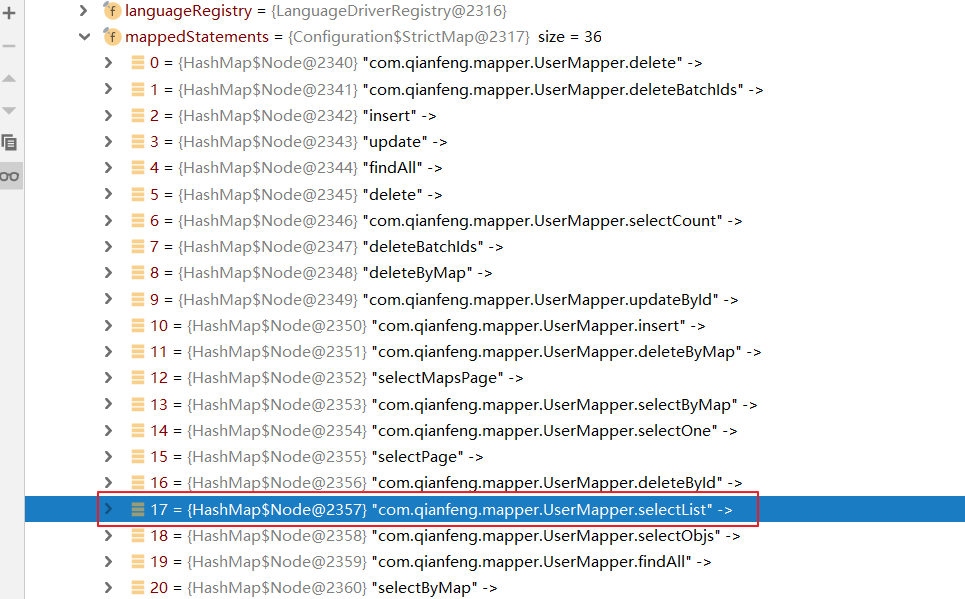 languageRegistry = {LanguageDriverRegistry@2316}
mappedStatements = {Configuration$StrictMap@2317} size = 36
0 = {HashMap$Node@2340} "com.qianfeng.mapper.UserMapper.delete" ->
1 = {HashMap$Node@2341} "com.qianfeng.mapper.UserMapper.deleteBatchIds" ->
2 = {HashMap$Node@2342} "insert" ->
3 = {HashMap$Node@2343} "update" ->
4 = {HashMap$Node@2344} "findAll" ->
5 = {HashMap$Node@2345} "delete" ->
6 = {HashMap$Node@2346} "com.qianfeng.mapper.UserMapper.selectCount" ->
7 = {HashMap$Node@2347} "deleteBatchIds" ->
8 = {HashMap$Node@2348} "deleteByMap" ->
9 = {HashMap$Node@2349} "com.qianfeng.mapper.UserMapper.updateById" ->
10 = {HashMap$Node@2350} "com.qianfeng.mapper.UserMapper.insert" ->
11 = {HashMap$Node@2351} "com.qianfeng.mapper.UserMapper.deleteByMap" ->
12 = {HashMap$Node@2352} "selectMapsPage" ->
13 = {HashMap$Node@2353} "com.qianfeng.mapper.UserMapper.selectByMap" ->
14 = {HashMap$Node@2354} "com.qianfeng.mapper.UserMapper.selectOne" ->
15 = {HashMap$Node@2355} "selectPage" ->
16 = {HashMap$Node@2356} "com.qianfeng.mapper.UserMapper.deleteById" ->
17 = {HashMap$Node@2357} "com.qianfeng.mapper.UserMapper.selectList" ->
18 = {HashMap$Node@2358} "com.qianfeng.mapper.UserMapper.selectObjs" ->
19 = {HashMap$Node@2359} "com.qianfeng.mapper.UserMapper.findAll" ->
20 = {HashMap$Node@2360} "selectByMap" ->